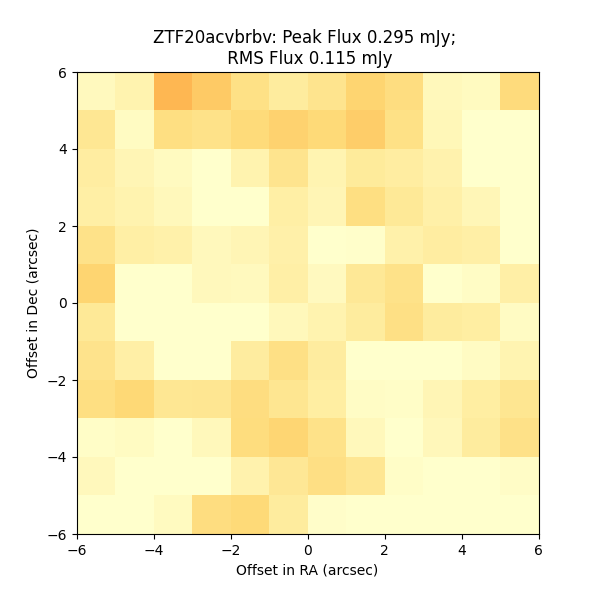 ZTF20acvbrbv: Peak Flux 0.295 mJy;
RMS Flux 0.115 mJy
6
4
2
0
−2
−4
−6
Offset in Dec (arcsec)
−6 −4 −2 0 2 4 6
Offset in RA (arcsec)